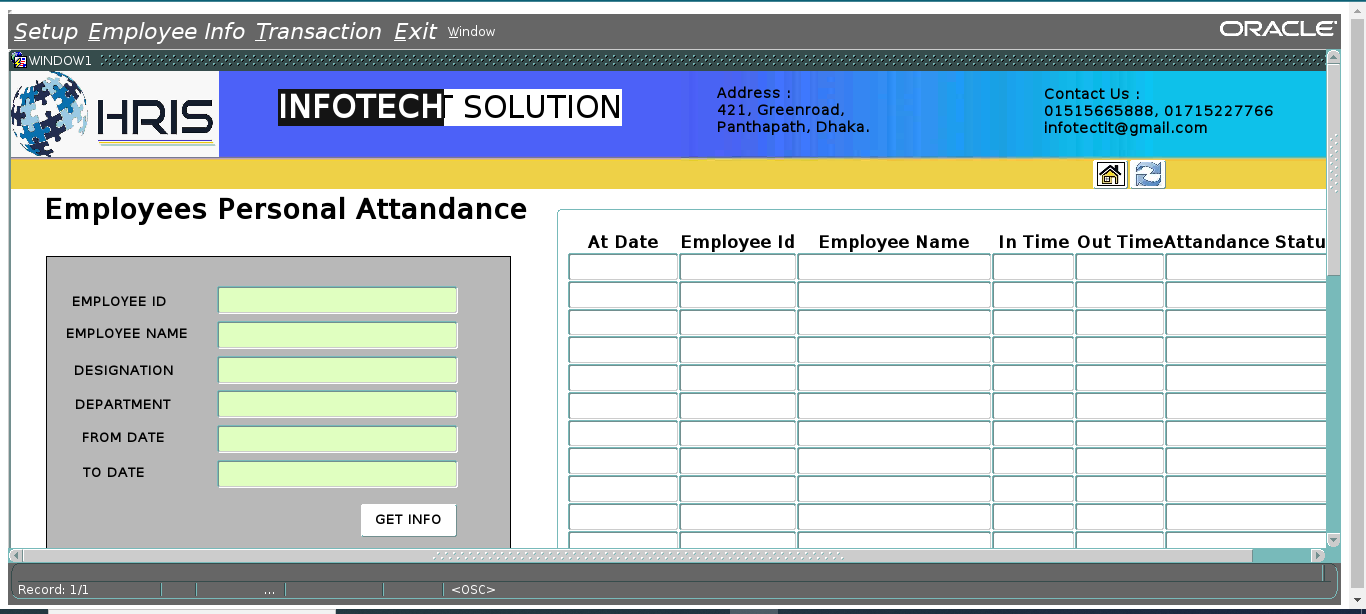 Setup Employee Info Transaction Exit Window
ORACLE
WINDOW1
HRIS
INFOTECH SOLUTION
Address :
421, Greenroad,
Panthapath, Dhaka.
Contact Us :
01515665888, 01715227766
infotectit@gmail.com
Employees Personal Attandance
At Date Employee Id Employee Name In Time Out Time Attandance Statu
EMPLOYEE ID
EMPLOYEE NAME
DESIGNATION
DEPARTMENT
FROM DATE
TO DATE
GET INFO
Record: 1/1 ... <OSC>